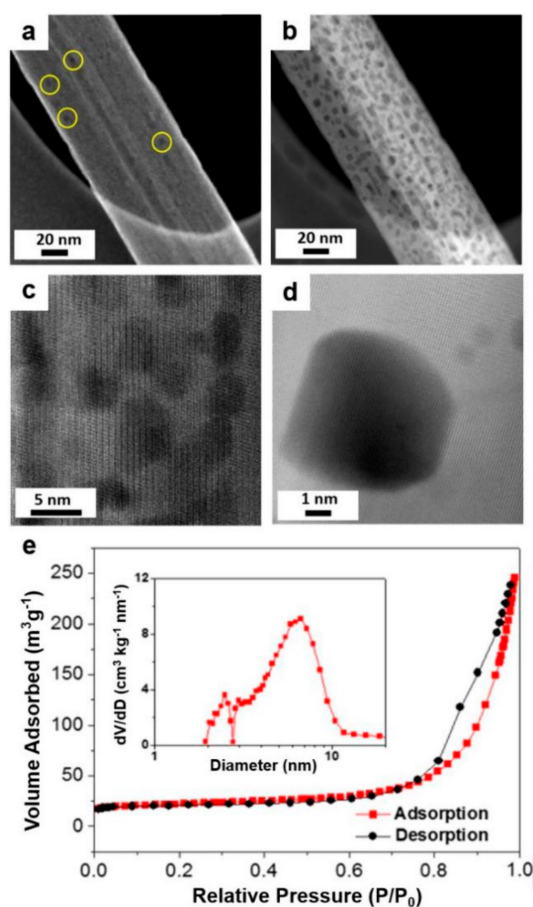 a
b
20 nm
20 nm
c
d
5 nm
1 nm
e
Volume Adsorbed (m³g⁻¹)
250
200
150
100
50
0
dV/dD (cm³ kg⁻¹ nm⁻¹)
12
8
4
0
1
10
Diameter (nm)
Adsorption
Desorption
0.0
0.2
0.4
0.6
0.8
1.0
Relative Pressure (P/P₀)